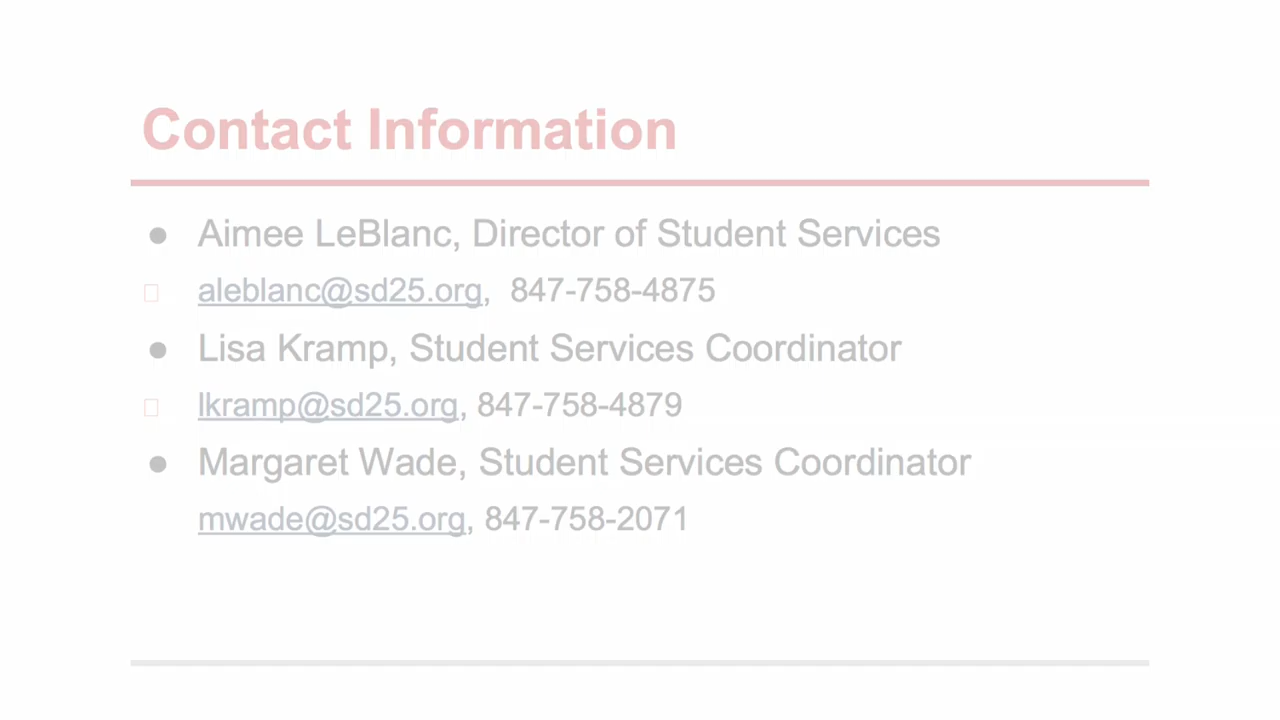 Contact Information
● Aimee LeBlanc, Director of Student Services
aleblanc@sd25.org, 847-758-4875
● Lisa Kramp, Student Services Coordinator
lkramp@sd25.org, 847-758-4879
● Margaret Wade, Student Services Coordinator
mwade@sd25.org, 847-758-2071